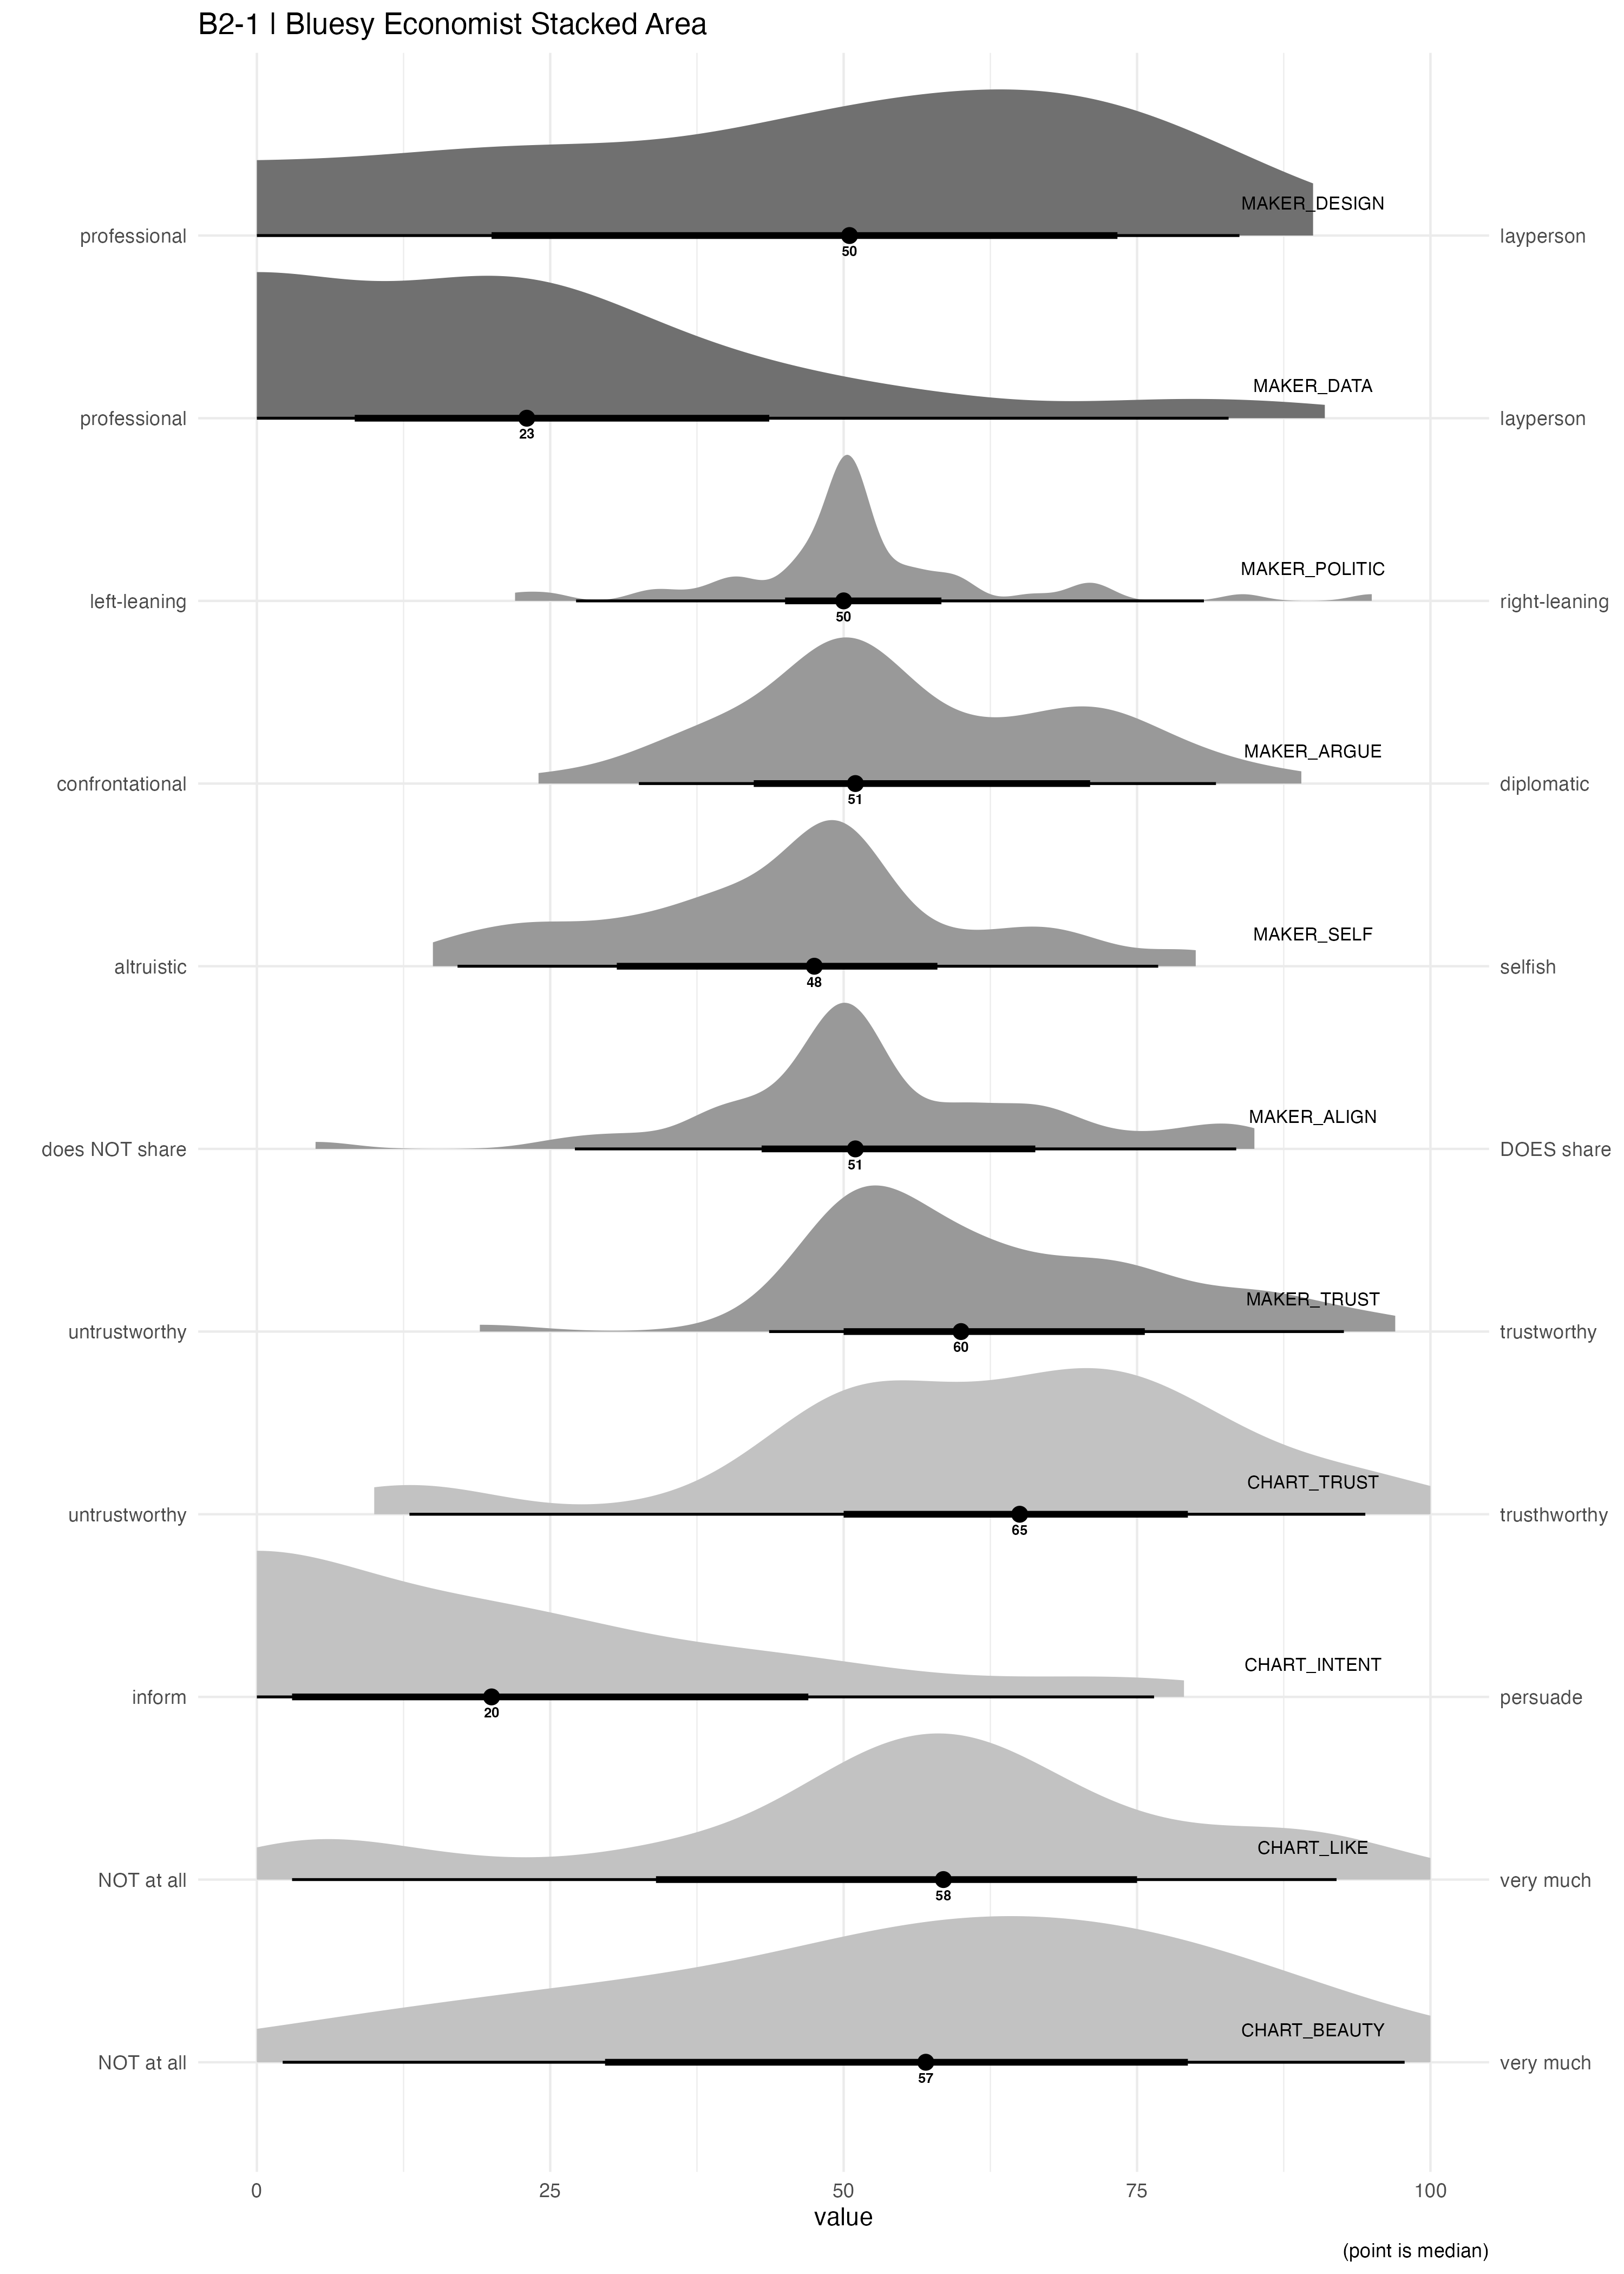 B2-1 | Bluesy Economist Stacked Area
MAKER_DESIGN
professional
layperson
50
MAKER_DATA
professional
layperson
23
MAKER_POLITIC
left-leaning
right-leaning
50
MAKER_ARGUE
confrontational
diplomatic
51
MAKER_SELF
altruistic
selfish
48
MAKER_ALIGN
does NOT share
DOES share
51
MAKER_TRUST
untrustworthy
trustworthy
60
CHART_TRUST
untrustworthy
trusthworthy
65
CHART_INTENT
inform
persuade
20
CHART_LIKE
NOT at all
very much
58
CHART_BEAUTY
NOT at all
very much
57
0 25 50 75 100
value
(point is median)